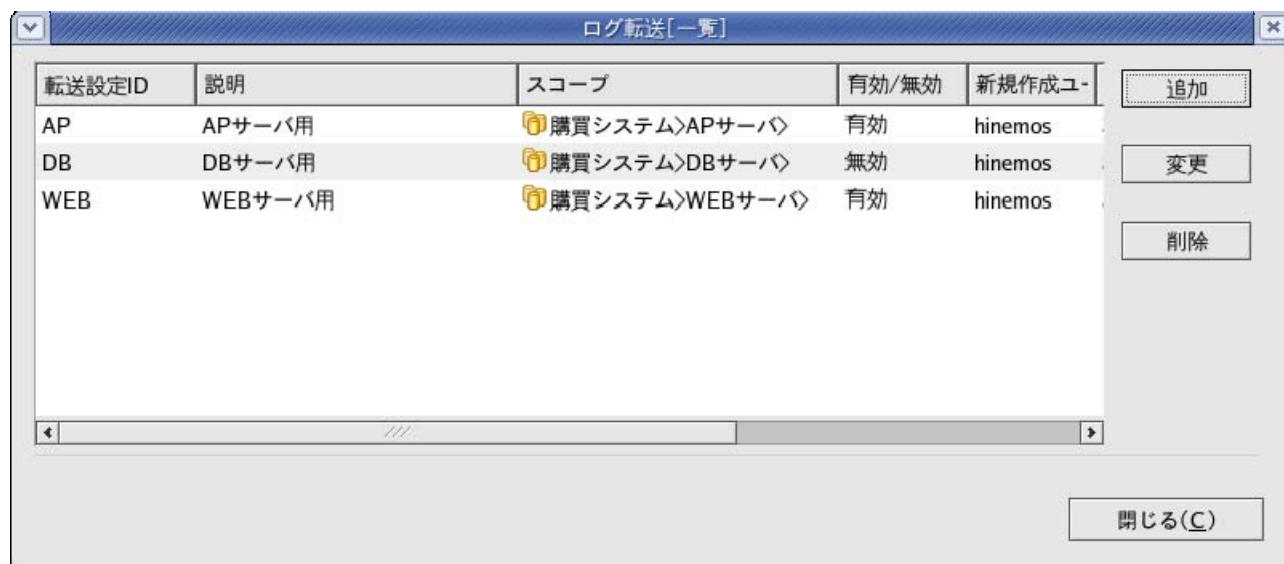 ログ転送[一覧]
転送設定ID 説明 スコープ 有効/無効 新規作成ユ-
追加
AP APサーバ用 購買システム>APサーバ> 有効 hinemos
DB DBサーバ用 購買システム>DBサーバ> 無効 hinemos
変更
WEB WEBサーバ用 購買システム>WEBサーバ> 有効 hinemos
削除
閉じる(C)